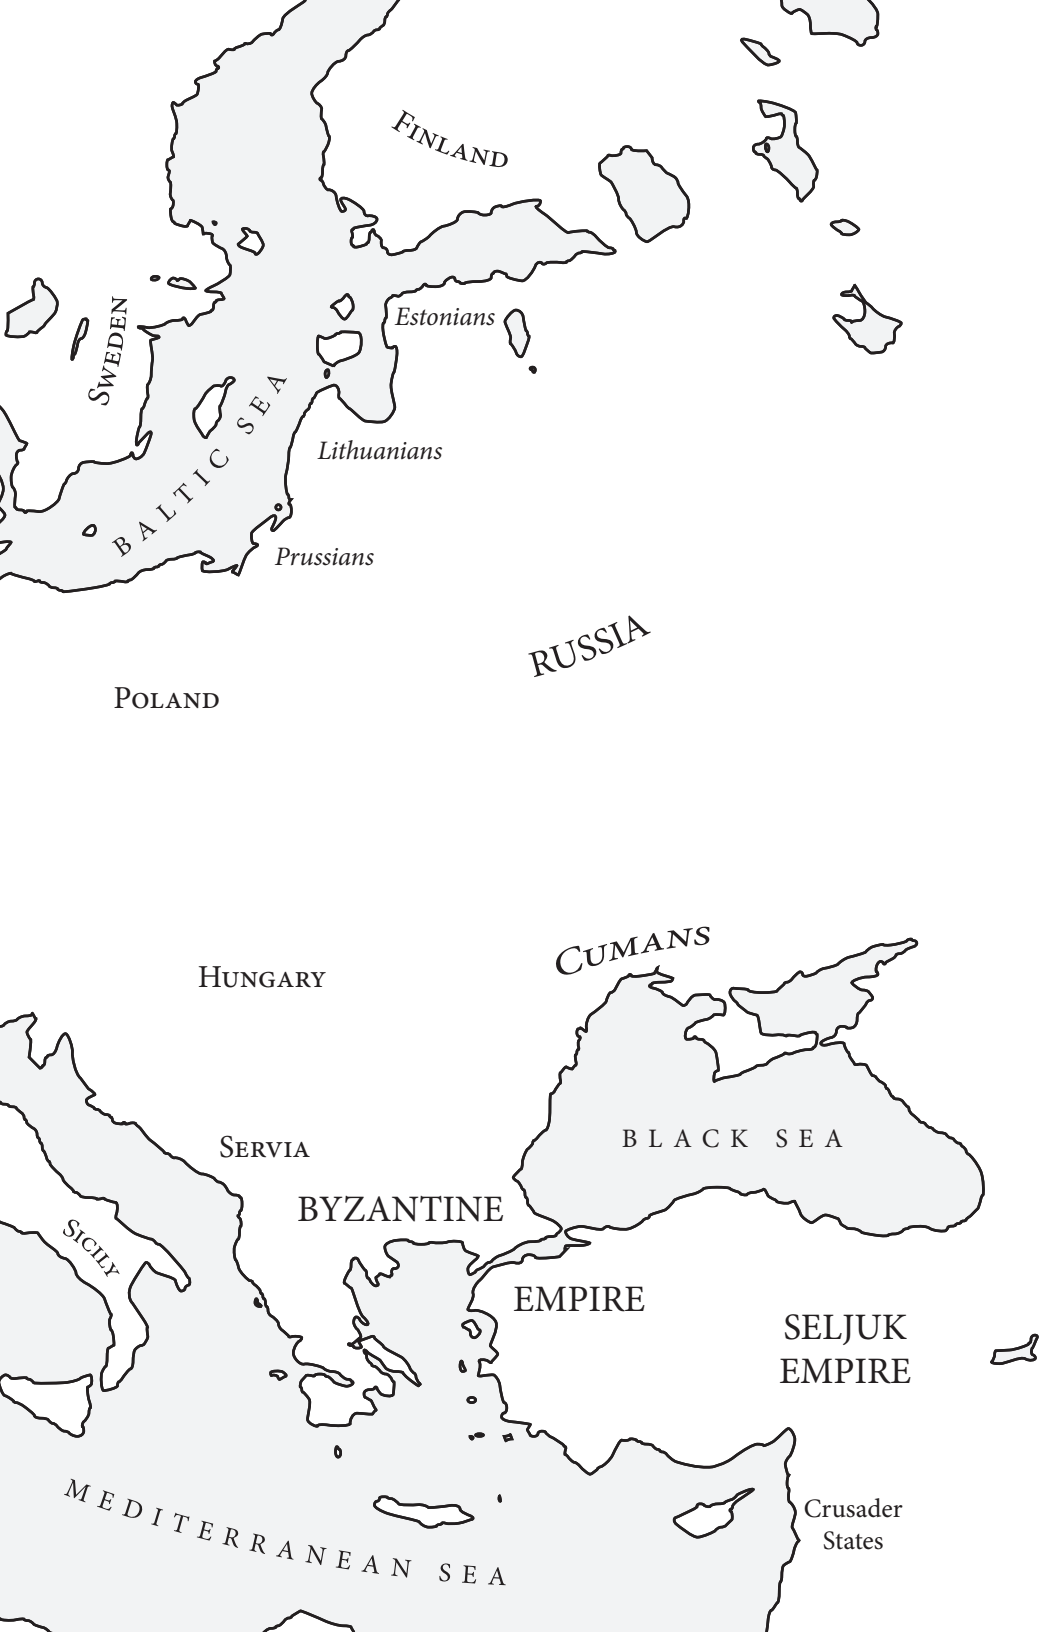 FINLAND
Estonians
SWEDEN
BALTIC SEA
Lithuanians
Prussians
RUSSIA
POLAND
CUMANS
HUNGARY
BLACK SEA
SERVIA
BYZANTINE
EMPIRE
SICILY
SELJUK
EMPIRE
Crusader
States
MEDITERRANEAN SEA